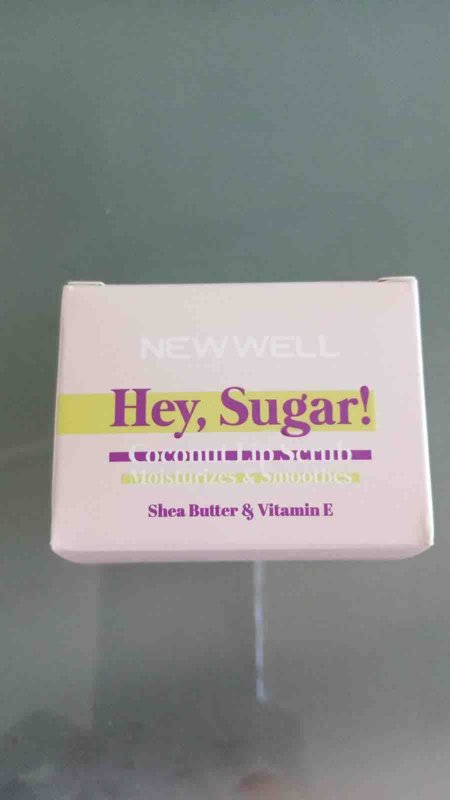 NEW WELL
Hey, Sugar!
Coconut Lip Scrub
Moisturizes & Smoothes
Shea Butter & Vitamin E